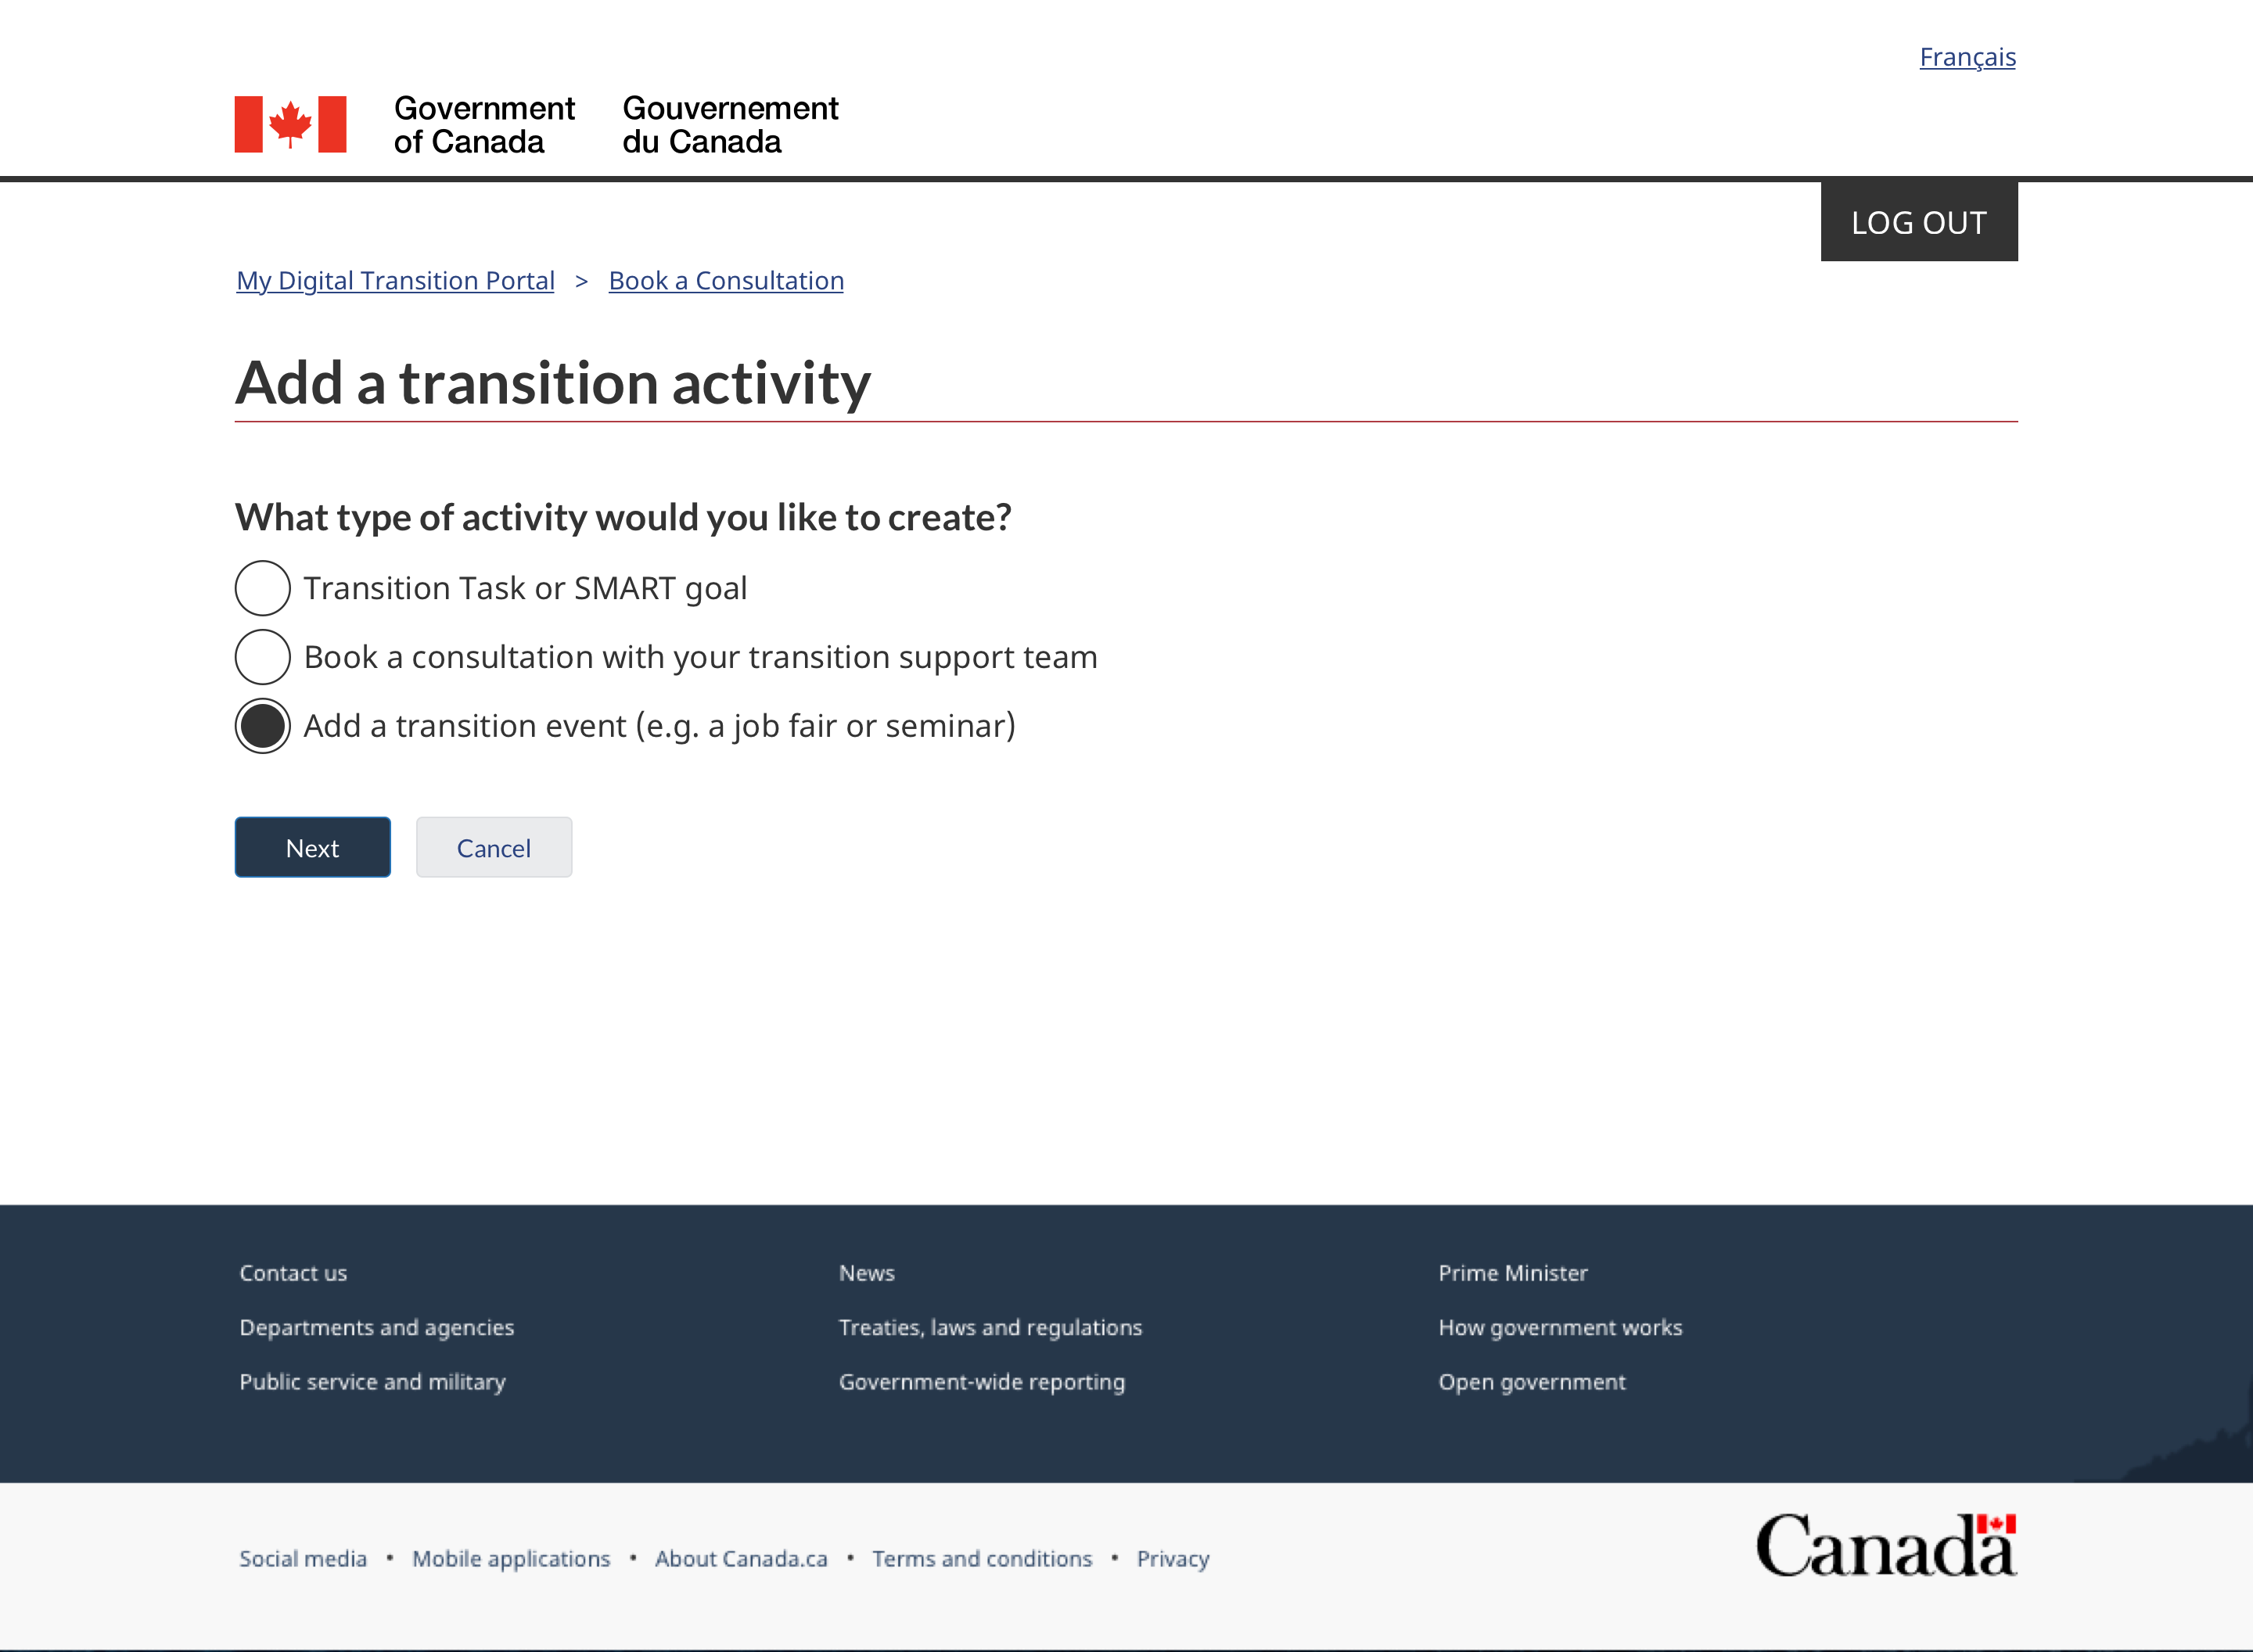 Français
Government of Canada
Gouvernement du Canada
LOG OUT
My Digital Transition Portal > Book a Consultation
Add a transition activity
What type of activity would you like to create?
Transition Task or SMART goal
Book a consultation with your transition support team
Add a transition event (e.g. a job fair or seminar)
Next Cancel
Contact us News Prime Minister
Departments and agencies Treaties, laws and regulations How government works
Public service and military Government-wide reporting Open government
Social media • Mobile applications • About Canada.ca • Terms and conditions • Privacy
Canada